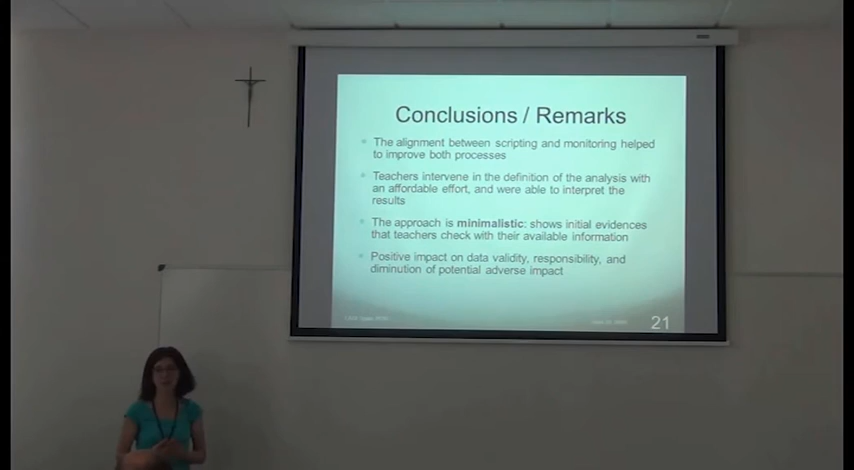 Conclusions / Remarks
The alignment between scripting and monitoring helped
to improve both processes
Teachers intervene in the definition of the analysis with
an affordable effort, and were able to interpret the
results
The approach is minimalistic: shows initial evidences
that teachers check with their available information
Positive impact on data validity, responsibility, and
diminution of potential adverse impact
21